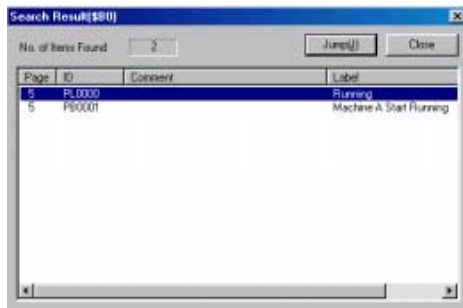 Search Result($B0)
No. of Items Found 2 Jump(J) Close
Page ID Comment Label
5 PL0000 Running
5 PB0001 Machine A Start Running